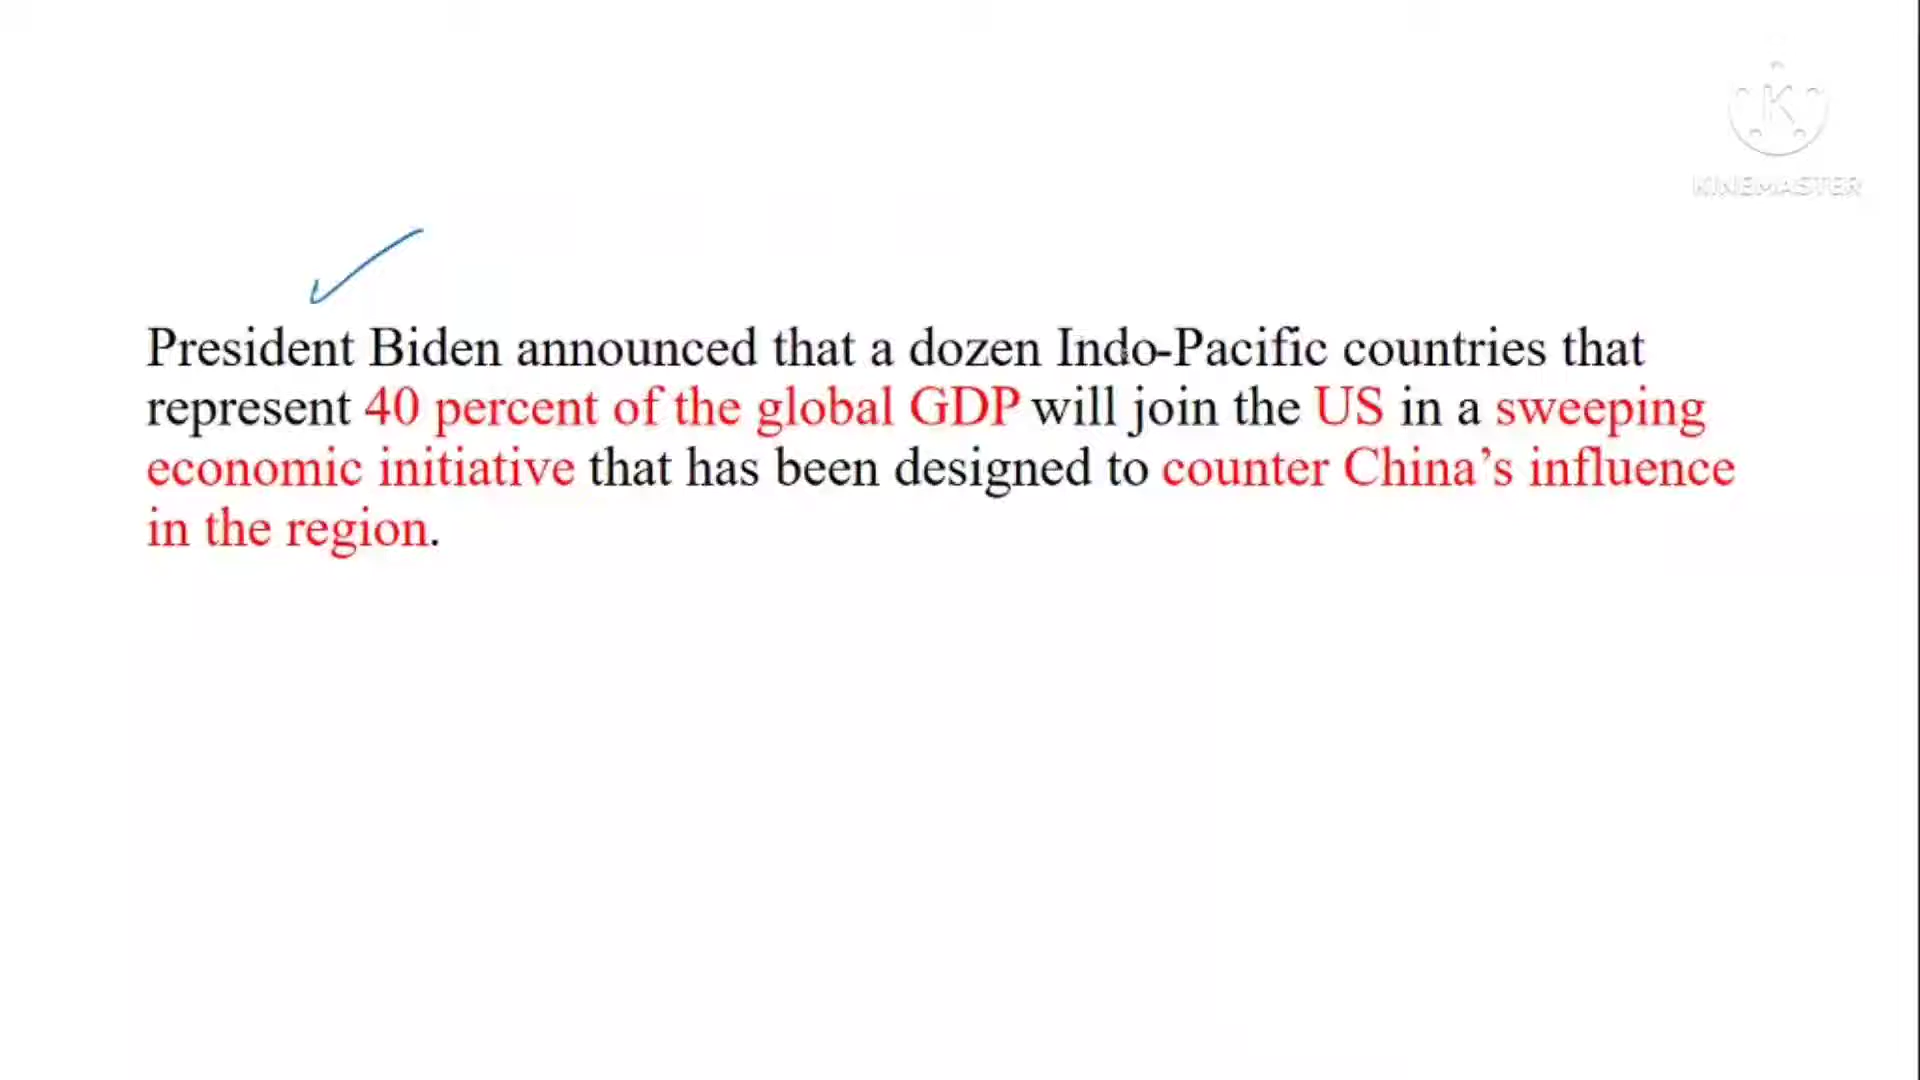 KINEMASTER
President Biden announced that a dozen Indo-Pacific countries that
represent 40 percent of the global GDP will join the US in a sweeping
economic initiative that has been designed to counter China’s influence
in the region.